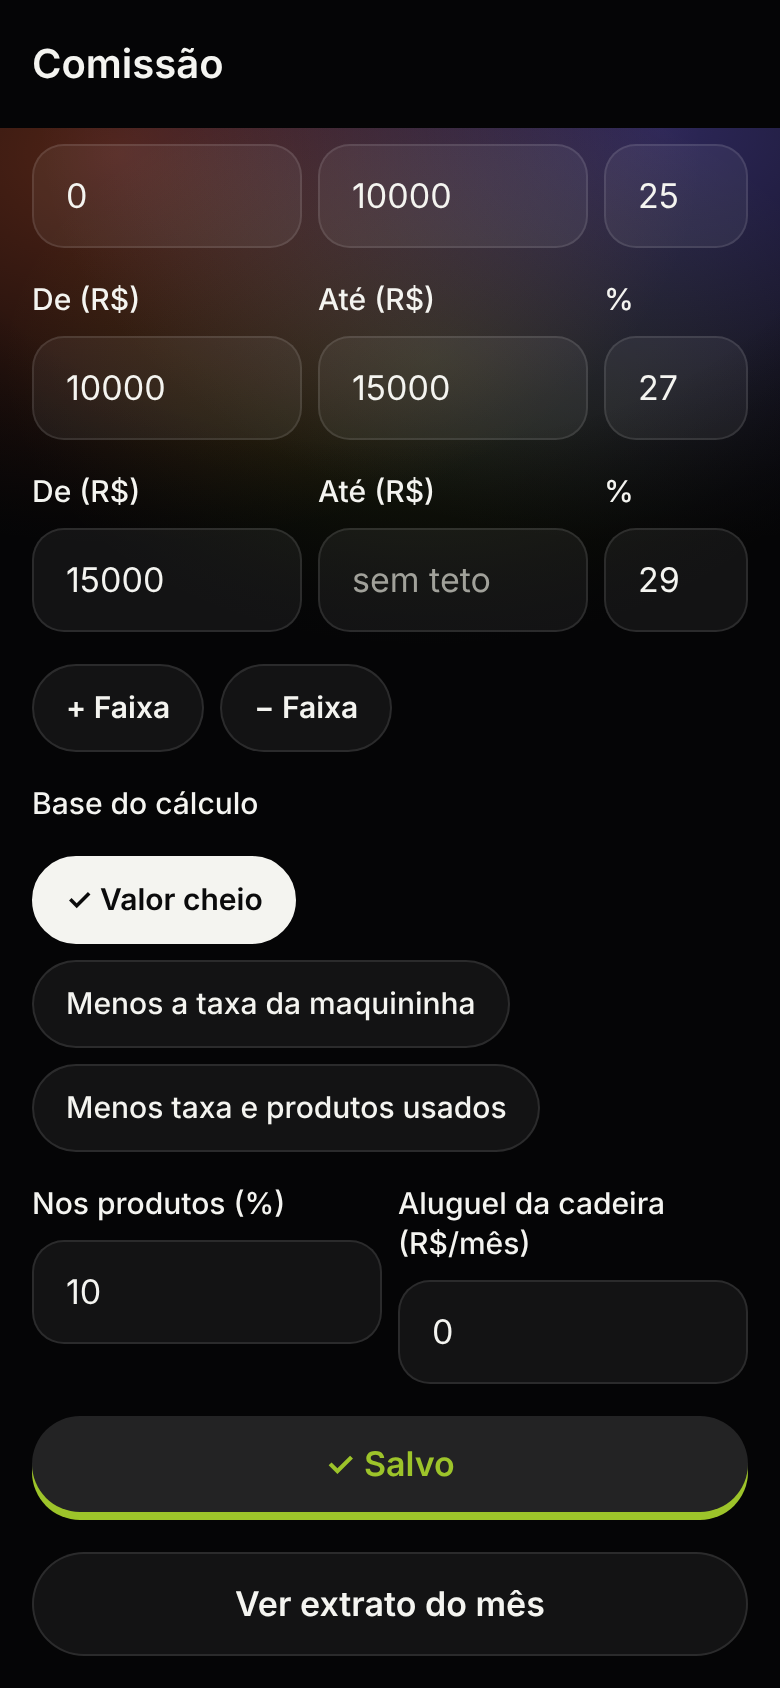 Comissão
0 10000 25
De (R$) Até (R$) %
10000 15000 27
De (R$) Até (R$) %
15000 sem teto 29
+ Faixa – Faixa
Base do cálculo
✓ Valor cheio
Menos a taxa da maquininha
Menos taxa e produtos usados
Nos produtos (%)
10
Aluguel da cadeira
(R$/mês)
0
✓ Salvo
Ver extrato do mês